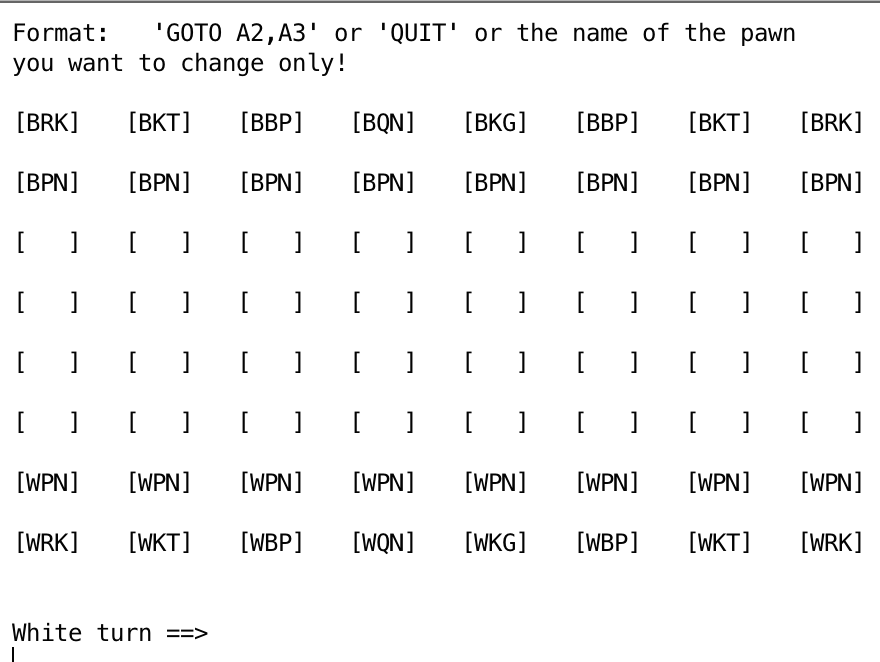 Format:   'GOTO A2,A3' or 'QUIT' or the name of the pawn
you want to change only!
[BRK]   [BKT]   [BBP]   [BQN]   [BKG]   [BBP]   [BKT]   [BRK]
[BPN]   [BPN]   [BPN]   [BPN]   [BPN]   [BPN]   [BPN]   [BPN]
[   ]   [   ]   [   ]   [   ]   [   ]   [   ]   [   ]   [   ]
[   ]   [   ]   [   ]   [   ]   [   ]   [   ]   [   ]   [   ]
[   ]   [   ]   [   ]   [   ]   [   ]   [   ]   [   ]   [   ]
[   ]   [   ]   [   ]   [   ]   [   ]   [   ]   [   ]   [   ]
[WPN]   [WPN]   [WPN]   [WPN]   [WPN]   [WPN]   [WPN]   [WPN]
[WRK]   [WKT]   [WBP]   [WQN]   [WKG]   [WBP]   [WKT]   [WRK]
White turn ==>